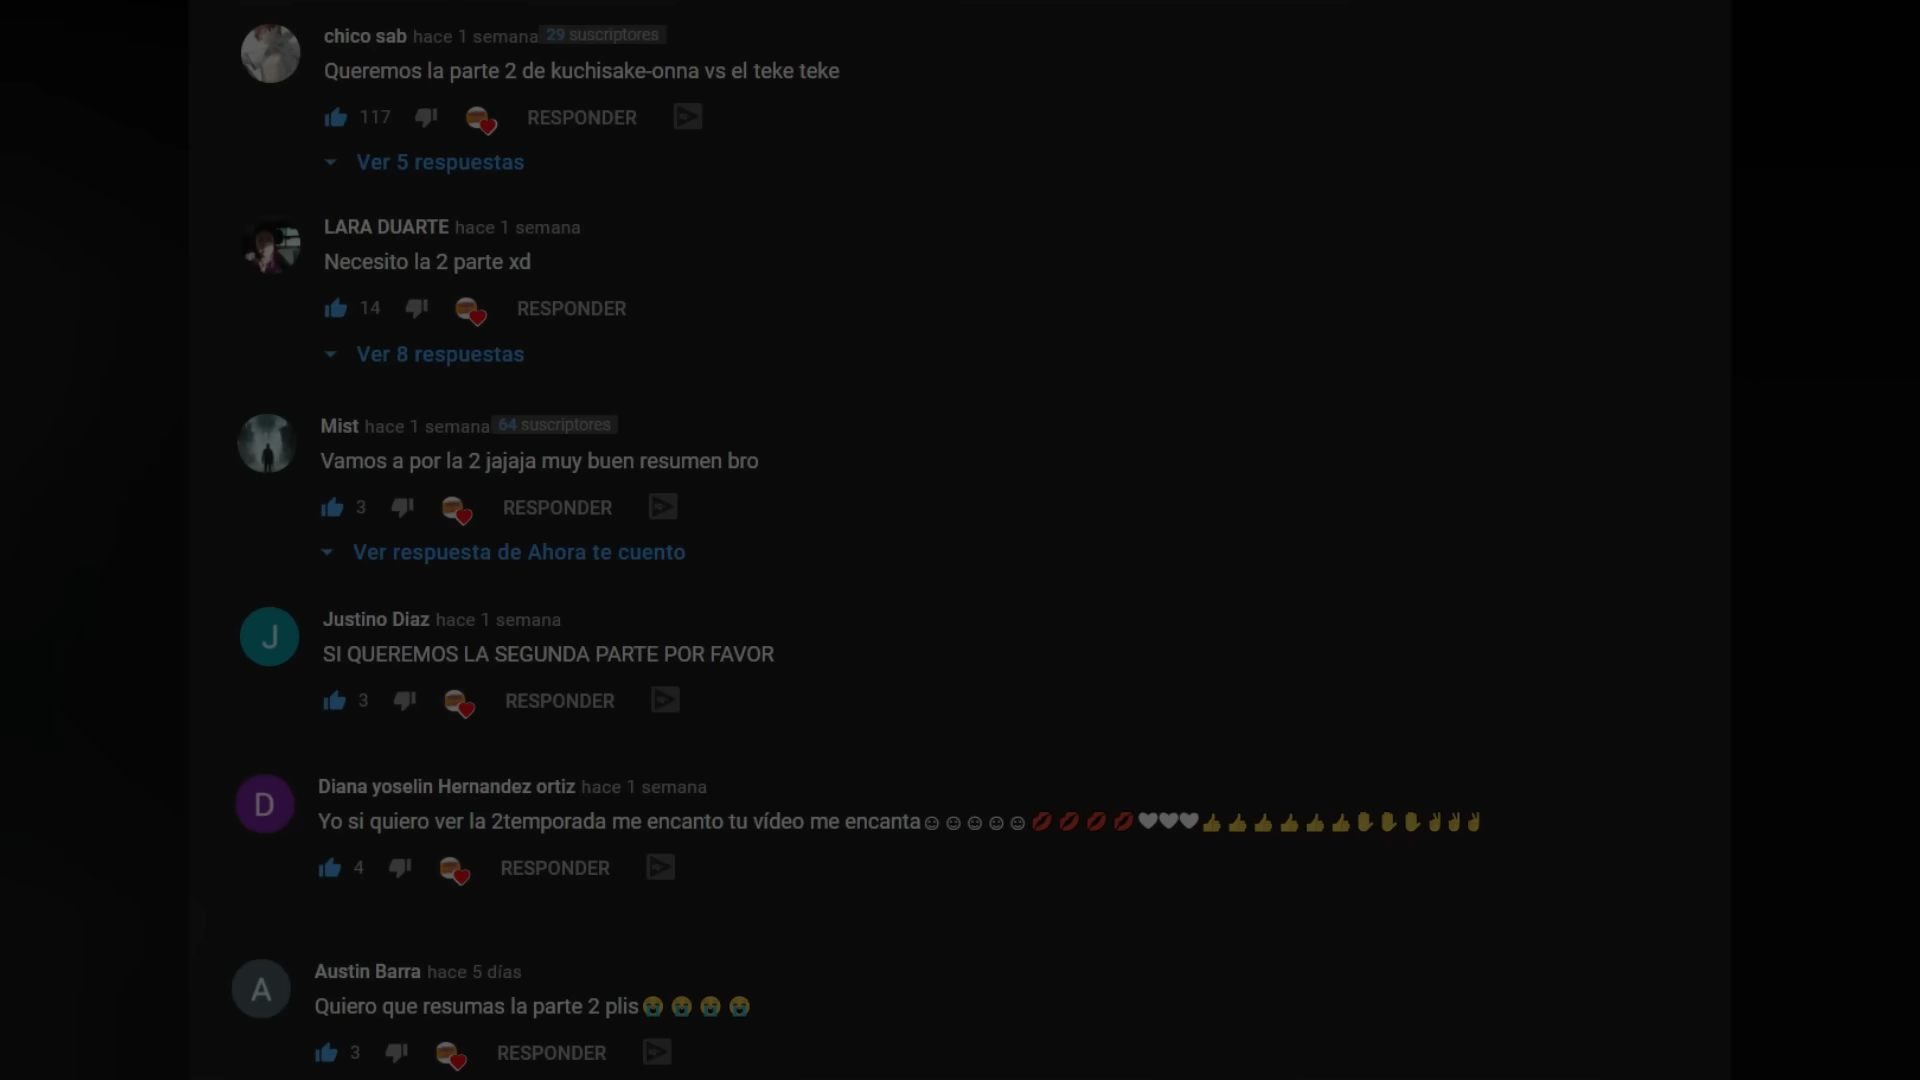 chico sab hace 1 semana 29 suscriptores
Queremos la parte 2 de kuchisake-onna vs el teke teke
117 RESPONDER
Ver 5 respuestas
LARA DUARTE hace 1 semana
Necesito la 2 parte xd
14 RESPONDER
Ver 8 respuestas
Mist hace 1 semana 64 suscriptores
Vamos a por la 2 jajaja muy buen resumen bro
3 RESPONDER
Ver respuesta de Ahora te cuento
J
Justino Diaz hace 1 semana
SI QUEREMOS LA SEGUNDA PARTE POR FAVOR
3 RESPONDER
D
Diana yoselin Hernandez ortiz hace 1 semana
Yo si quiero ver la 2temporada me encanto tu vídeo me encanta☺☺☺☺☺💋💋💋💋🤍🤍🤍👍👍👍👍👍👍✋✋✋✌✌✌
4 RESPONDER
A
Austin Barra hace 5 días
Quiero que resumas la parte 2 plis😭😭😭😭
3 RESPONDER